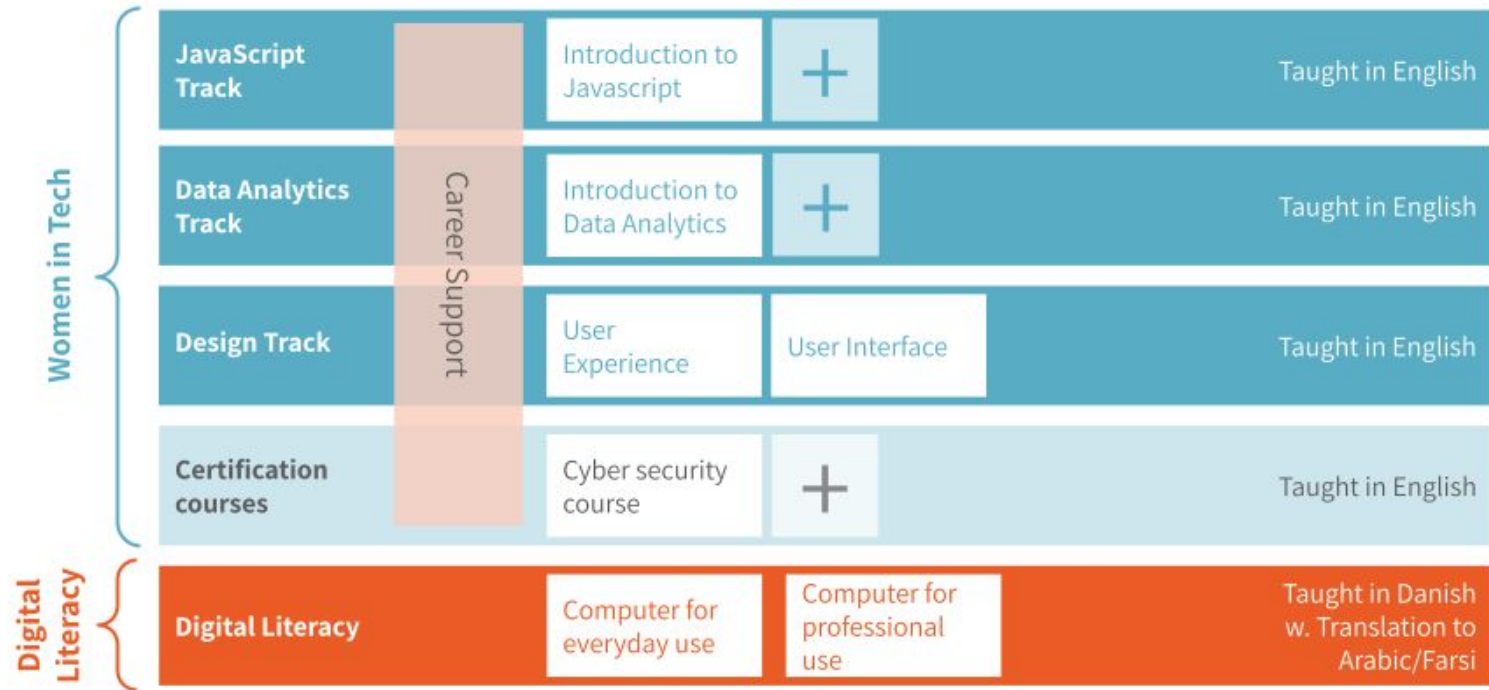 Women in Tech
JavaScript
Track
Introduction to
Javascript
+
Taught in English
Data Analytics
Track
Introduction to
Data Analytics
+
Taught in English
Career Support
Design Track
User
Experience
User Interface
Taught in English
Certification
courses
Cyber security
course
+
Taught in English
Digital
Literacy
Digital Literacy
Computer for
everyday use
Computer for
professional
use
Taught in Danish
w. Translation to
Arabic/Farsi